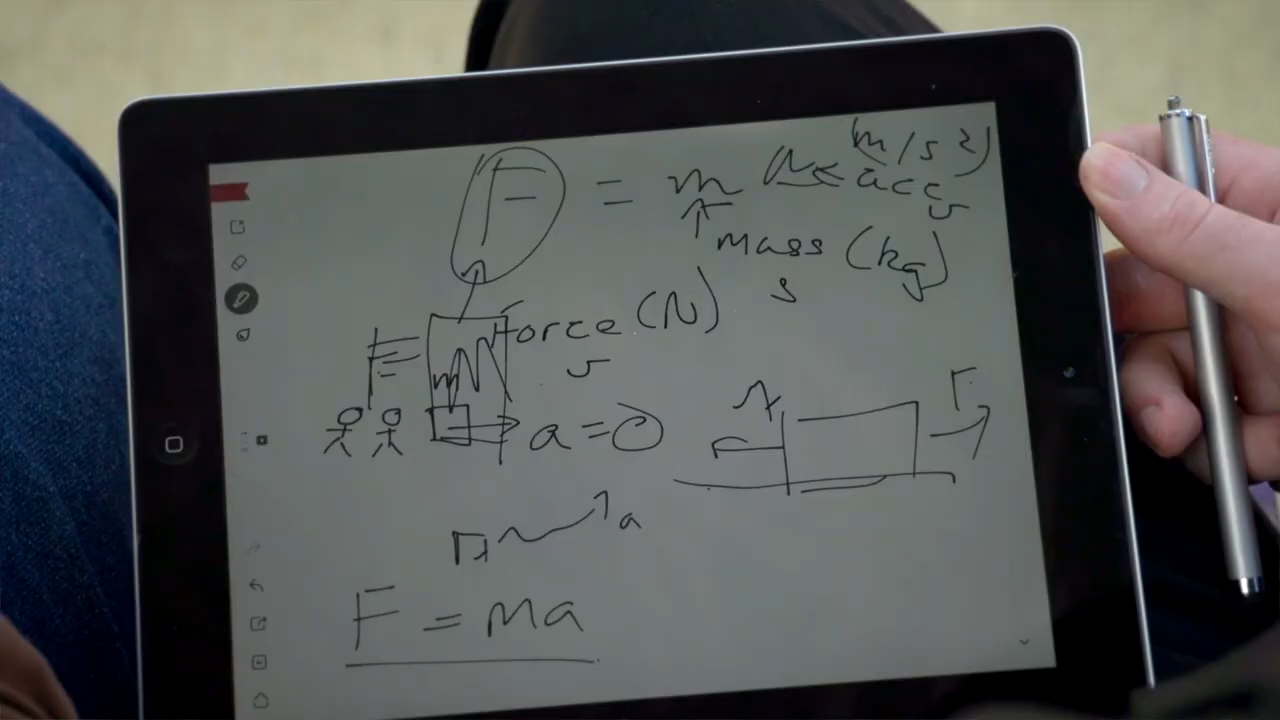 F = m a ← acc (m/s²)
mass (kg)
s
Force (N)
F m
a = 0
F
a
F = ma